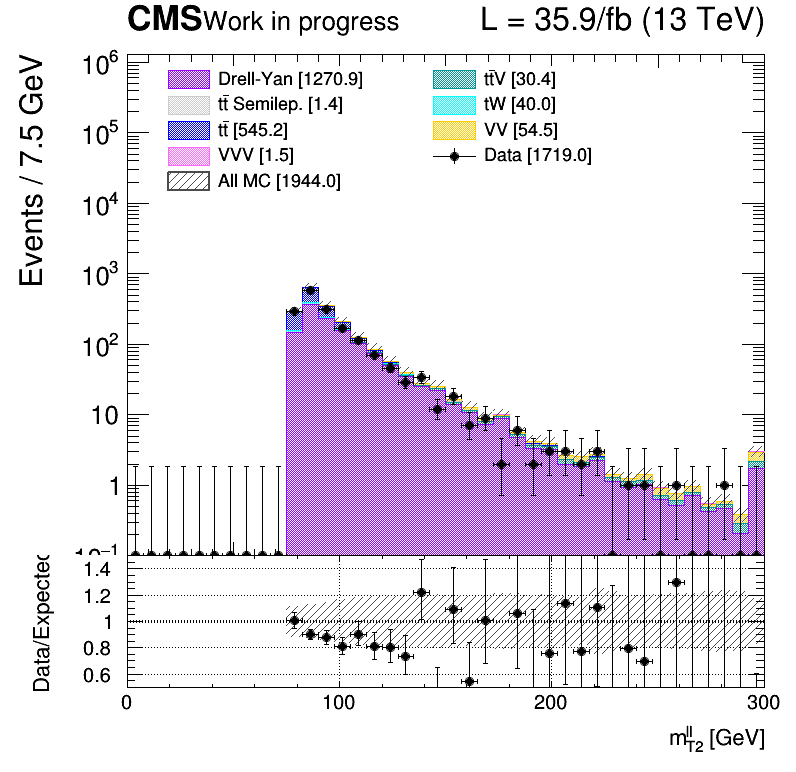 CMS Work in progress L = 35.9/fb (13 TeV)
Events / 7.5 GeV
10⁶
10⁵
10⁴
10³
10²
10
1
10⁻¹
Drell-Yan [1270.9]
tt̄ Semilep. [1.4]
tt̄ [545.2]
VVV [1.5]
All MC [1944.0]
tt̄V [30.4]
tW [40.0]
VV [54.5]
Data [1719.0]
Data/Expected
1.4
1.2
1
0.8
0.6
0 100 200 300
m_{T2}^{ll} [GeV]